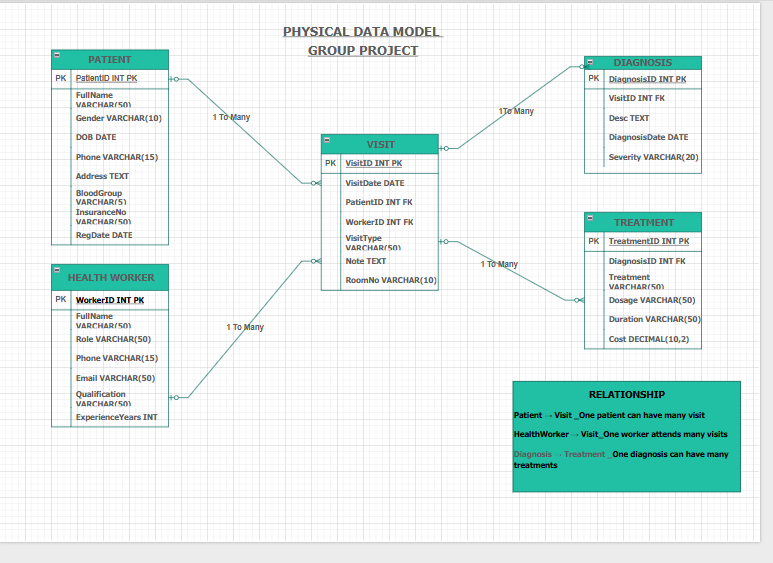 PHYSICAL DATA MODEL
GROUP PROJECT
PATIENT
PK PatientID INT PK
FullName
VARCHAR(50)
Gender VARCHAR(10)
DOB DATE
Phone VARCHAR(15)
Address TEXT
BloodGroup
VARCHAR(5)
InsuranceNo
VARCHAR(50)
RegDate DATE
HEALTH WORKER
PK WorkerID INT PK
FullName
VARCHAR(50)
Role VARCHAR(50)
Phone VARCHAR(15)
Email VARCHAR(50)
Qualification
VARCHAR(50)
ExperienceYears INT
1 To Many
1 To Many
VISIT
PK VisitID INT PK
VisitDate DATE
PatientID INT FK
WorkerID INT FK
VisitType
VARCHAR(50)
Note TEXT
RoomNo VARCHAR(10)
1To Many
1 To Many
DIAGNOSIS
PK DiagnosisID INT PK
VisitID INT FK
Desc TEXT
DiagnosisDate DATE
Severity VARCHAR(20)
TREATMENT
PK TreatmentID INT PK
DiagnosisID INT FK
Treatment
VARCHAR(50)
Dosage VARCHAR(50)
Duration VARCHAR(50)
Cost DECIMAL(10,2)
RELATIONSHIP
Patient → Visit _One patient can have many visit
HealthWorker → Visit_One worker attends many visits
Diagnosis → Treatment _One diagnosis can have many
treatments